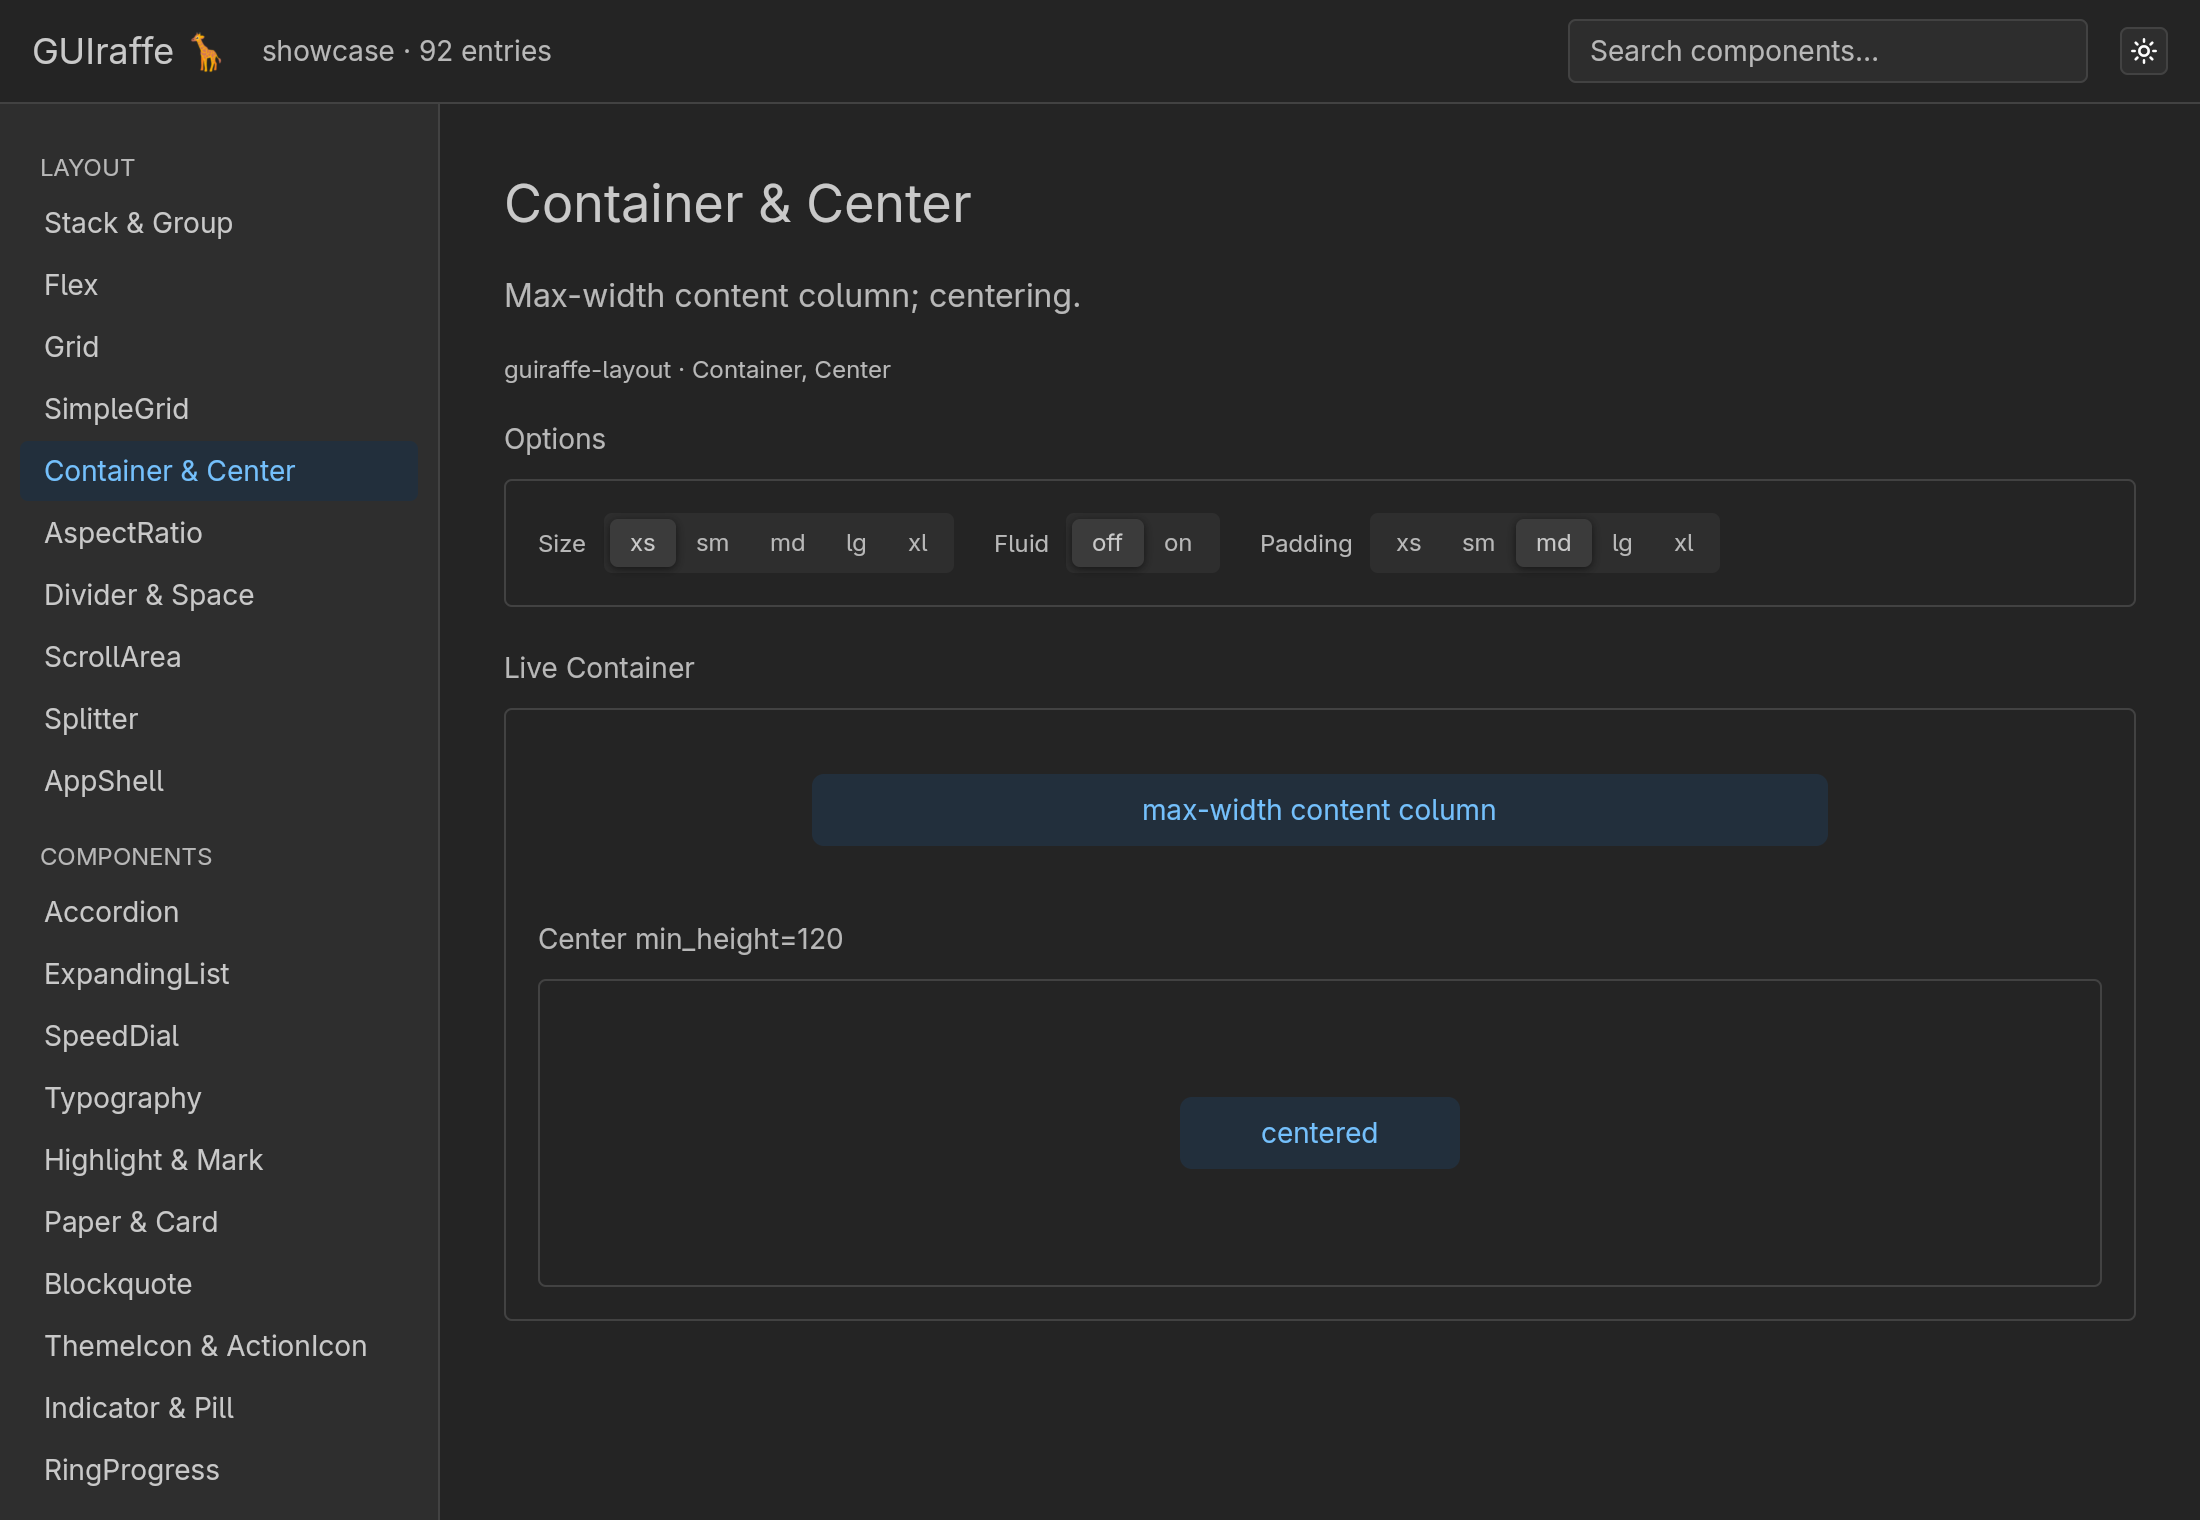 GUIraffe 🦒 showcase · 92 entries
Search components...
LAYOUT
Stack & Group
Flex
Grid
SimpleGrid
Container & Center
AspectRatio
Divider & Space
ScrollArea
Splitter
AppShell
COMPONENTS
Accordion
ExpandingList
SpeedDial
Typography
Highlight & Mark
Paper & Card
Blockquote
ThemeIcon & ActionIcon
Indicator & Pill
RingProgress
Container & Center
Max-width content column; centering.
guiraffe-layout · Container, Center
Options
Size xs sm md lg xl Fluid off on Padding xs sm md lg xl
Live Container
max-width content column
Center min_height=120
centered